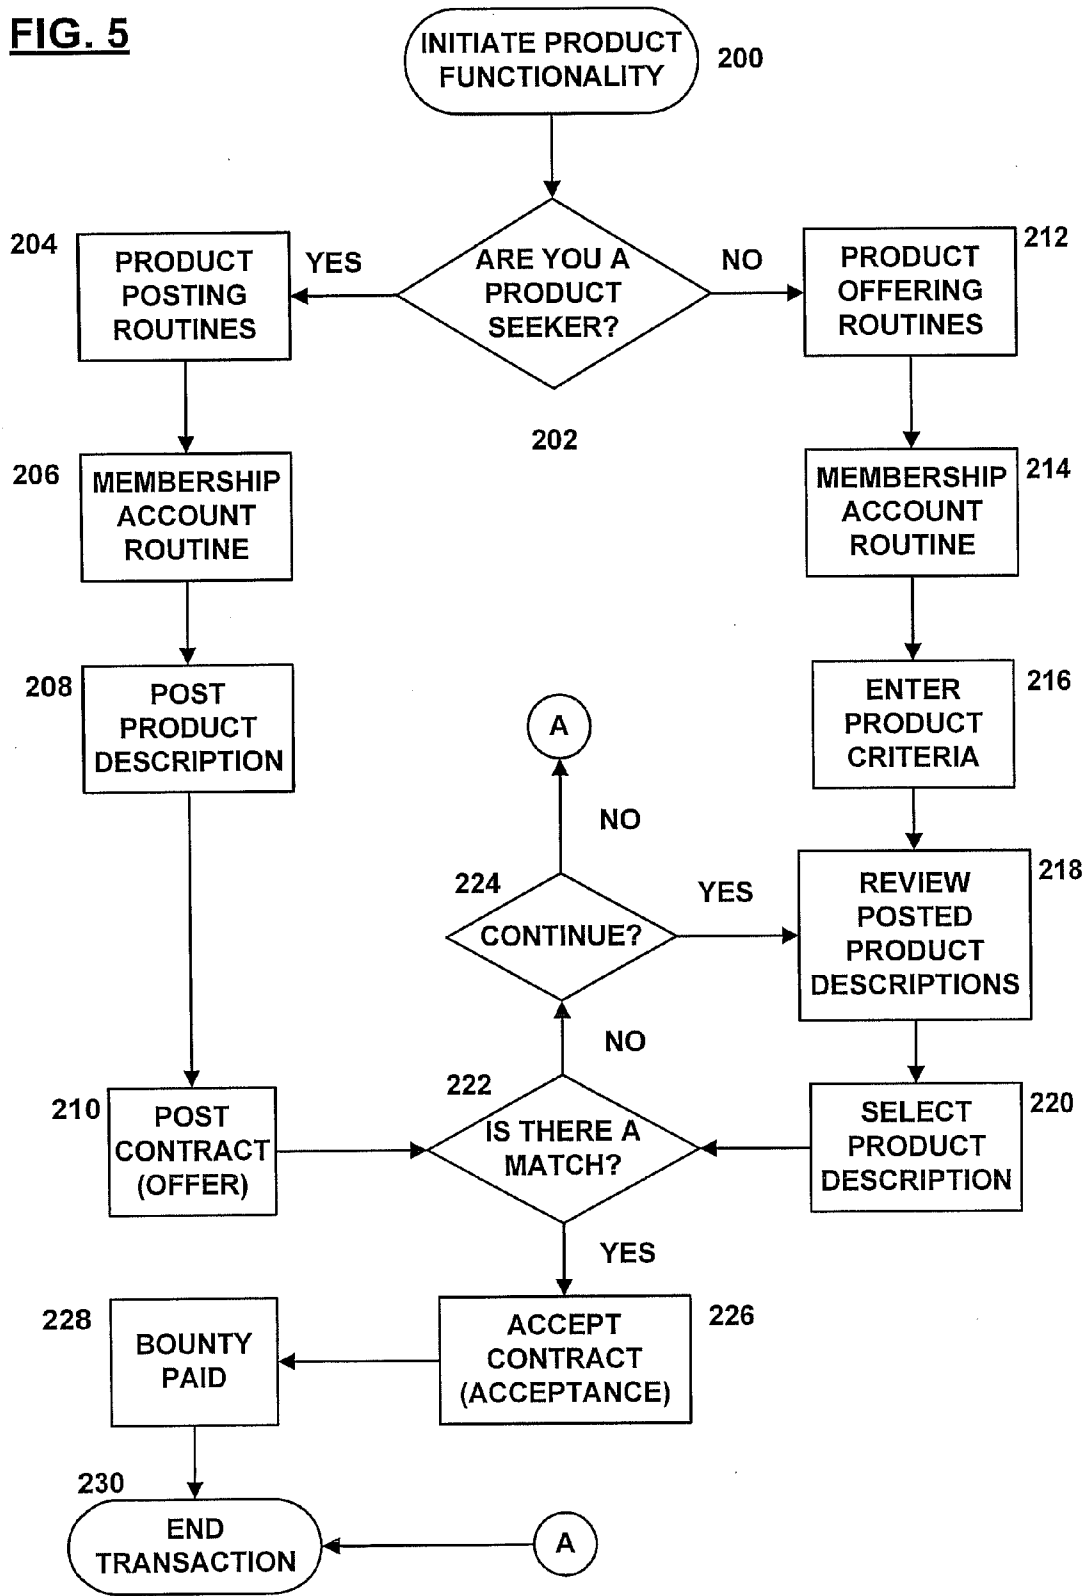 FIG. 5
INITIATE PRODUCT
FUNCTIONALITY
200
ARE YOU A
PRODUCT
SEEKER?
202
YES
NO
204
PRODUCT
POSTING
ROUTINES
212
PRODUCT
OFFERING
ROUTINES
206
MEMBERSHIP
ACCOUNT
ROUTINE
214
MEMBERSHIP
ACCOUNT
ROUTINE
208
POST
PRODUCT
DESCRIPTION
216
ENTER
PRODUCT
CRITERIA
A
NO
224
CONTINUE?
YES
218
REVIEW
POSTED
PRODUCT
DESCRIPTIONS
NO
210
POST
CONTRACT
(OFFER)
222
IS THERE A
MATCH?
220
SELECT
PRODUCT
DESCRIPTION
YES
228
BOUNTY
PAID
226
ACCEPT
CONTRACT
(ACCEPTANCE)
230
END
TRANSACTION
A